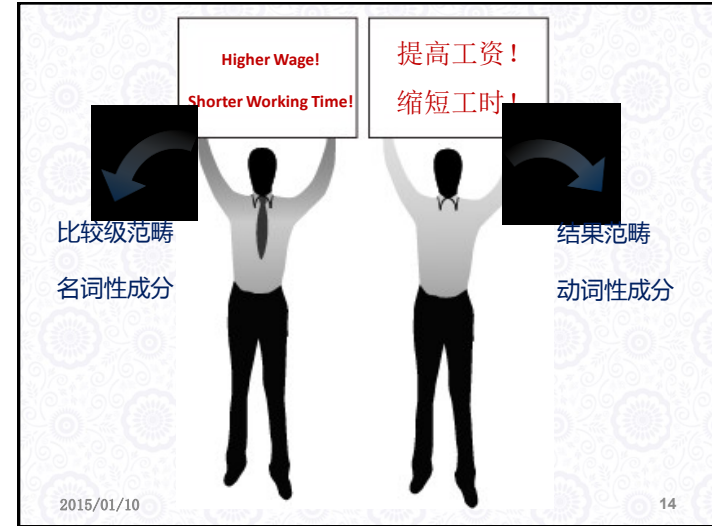 Higher Wage!
Shorter Working Time!
提高工资！
缩短工时！
比较级范畴
名词性成分
结果范畴
动词性成分
2015/01/10
14